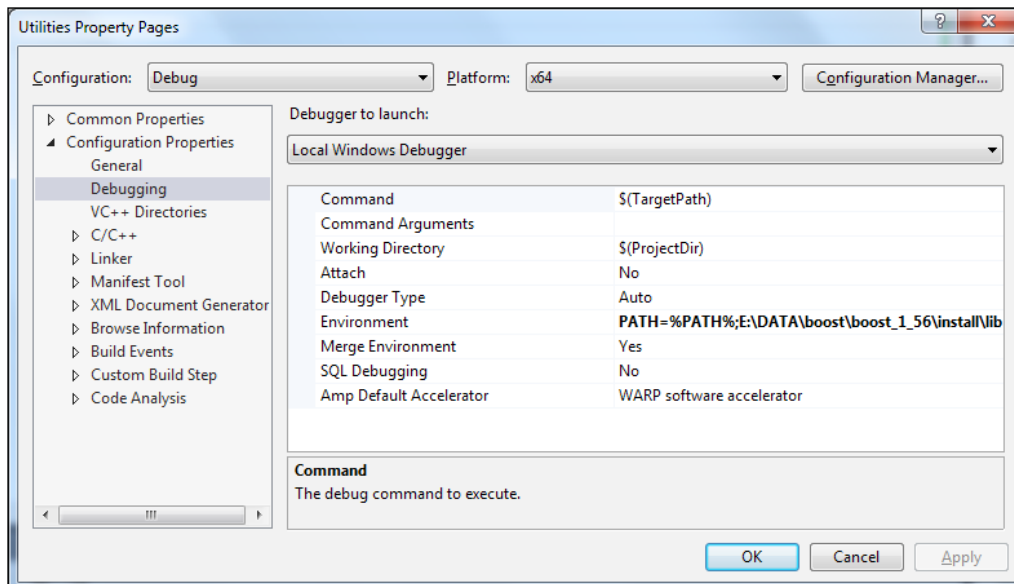 Utilities Property Pages
Configuration: Debug Platform: x64 Configuration Manager...
Common Properties
Configuration Properties
General
Debugging
VC++ Directories
C/C++
Linker
Manifest Tool
XML Document Generator
Browse Information
Build Events
Custom Build Step
Code Analysis
Debugger to launch:
Local Windows Debugger
Command $(TargetPath)
Command Arguments
Working Directory $(ProjectDir)
Attach No
Debugger Type Auto
Environment PATH=%PATH%;E:\DATA\boost\boost_1_56\install\lib
Merge Environment Yes
SQL Debugging No
Amp Default Accelerator WARP software accelerator
Command
The debug command to execute.
OK Cancel Apply